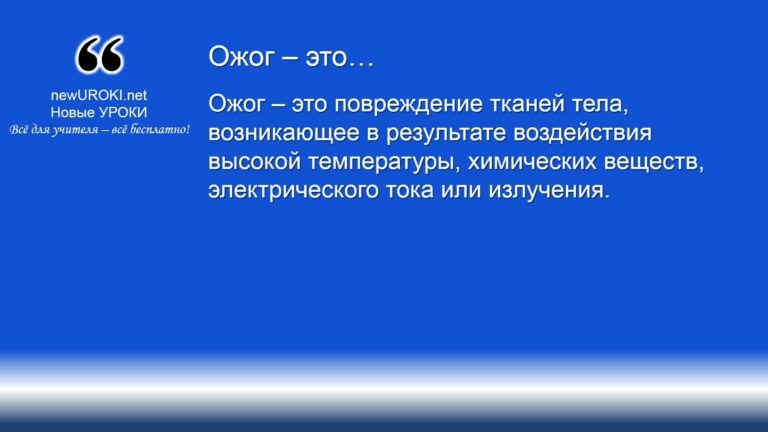 ❝
newUROKI.net
Новые УРОКИ
Всё для учителя – всё бесплатно!
Ожог – это…
Ожог – это повреждение тканей тела,
возникающее в результате воздействия
высокой температуры, химических веществ,
электрического тока или излучения.